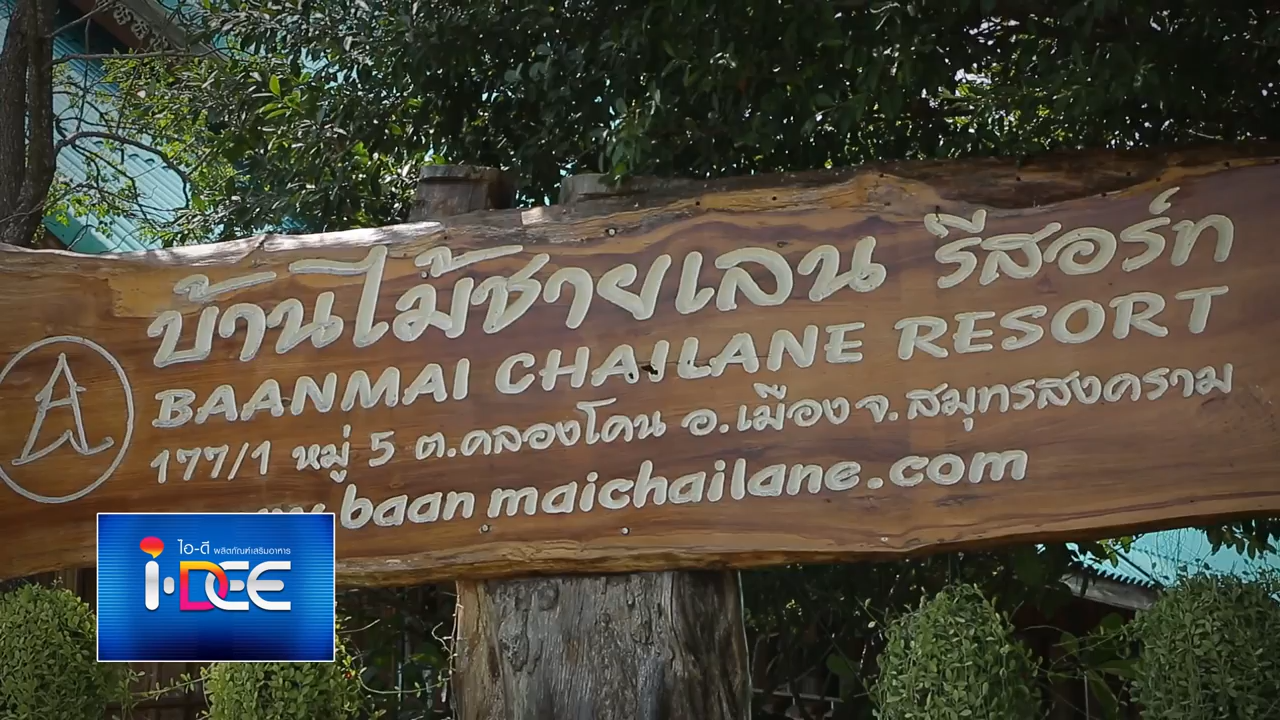 บ้านไม้ชายเลน รีสอร์ท
BAANMAI CHAILANE RESORT
177/1 หมู่ 5 ต.คลองโคน อ.เมือง จ.สมุทรสงคราม
baanmaichailane.com
ไอ-ดี ผลิตภัณฑ์เสริมอาหาร
i-DEE